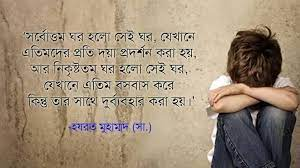 'সর্বোত্তম ঘর হলো সেই ঘর, যেখানে
এতিমদের প্রতি দয়া প্রদর্শন করা হয়,
আর নিকৃষ্টতম ঘর হলো সেই ঘর,
যেখানে এতিম বসবাস করে
কিন্তু তার সাথে দুর্ব্যবহার করা হয়।'
-হযরত মুহাম্মাদ (সা.)